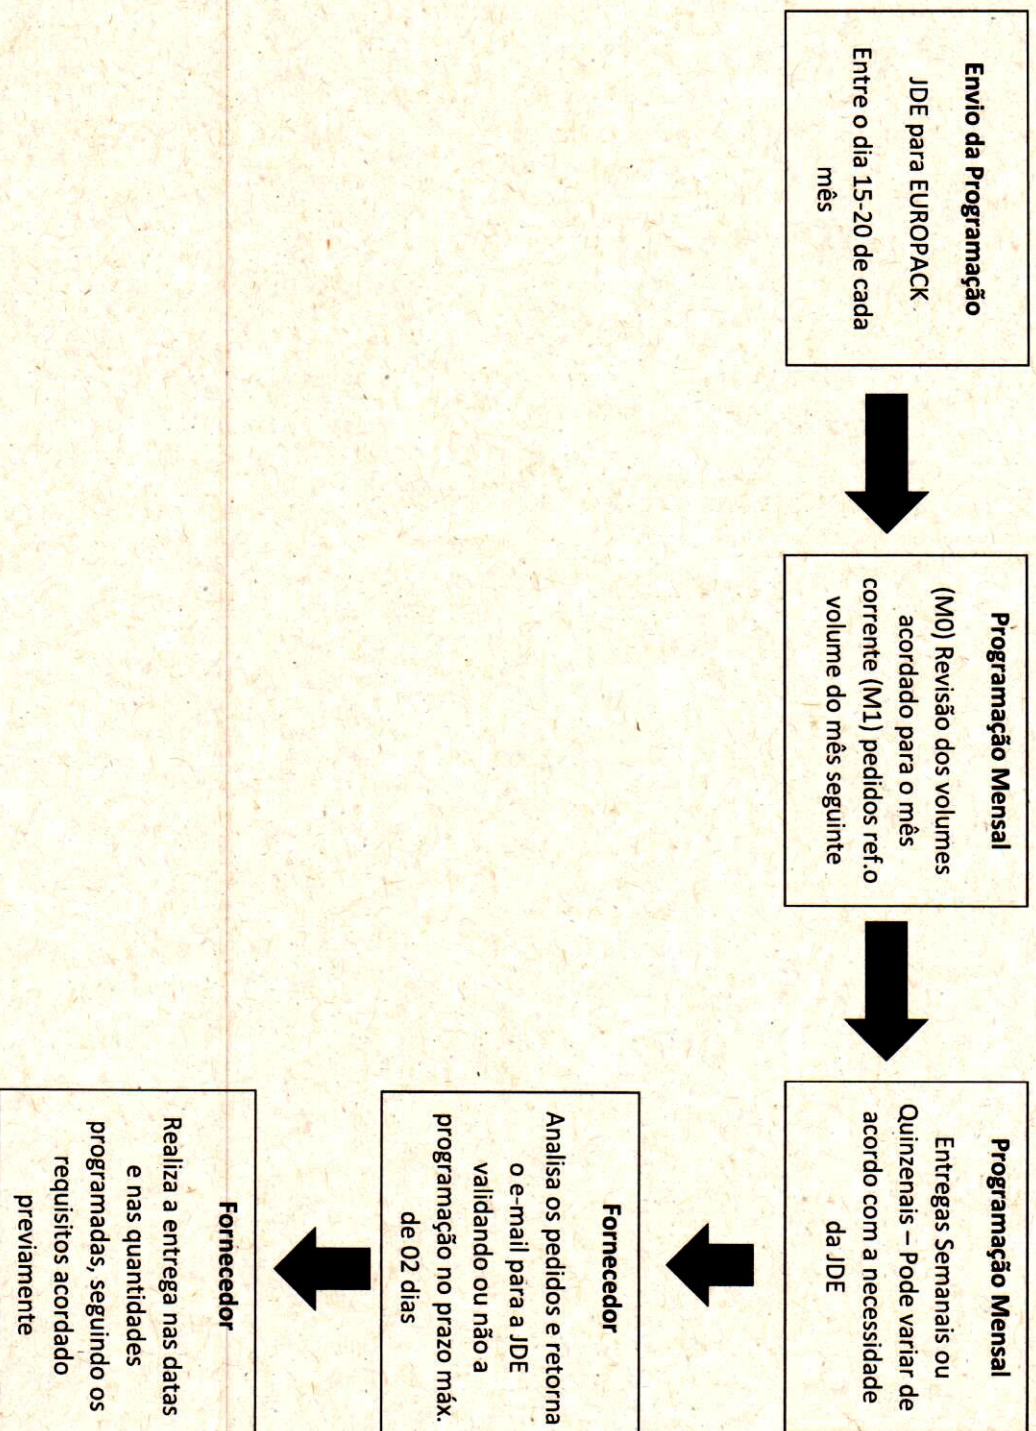 Envio da Programação
JDE para EUROPACK
Entre o dia 15-20 de cada
mês
Programação Mensal
(M0) Revisão dos volumes
acordado para o mês
corrente (M1) pedidos ref.o
volume do mês seguinte
Programação Mensal
Entregas Semanais ou
Quinzenais – Pode variar de
acordo com a necessidade
da JDE
Fornecedor
Analisa os pedidos e retorna
o e-mail para a JDE
validando ou não a
programação no prazo máx.
de 02 dias
Fornecedor
Realiza a entrega nas datas
e nas quantidades
programadas, seguindo os
requisitos acordado
previamente